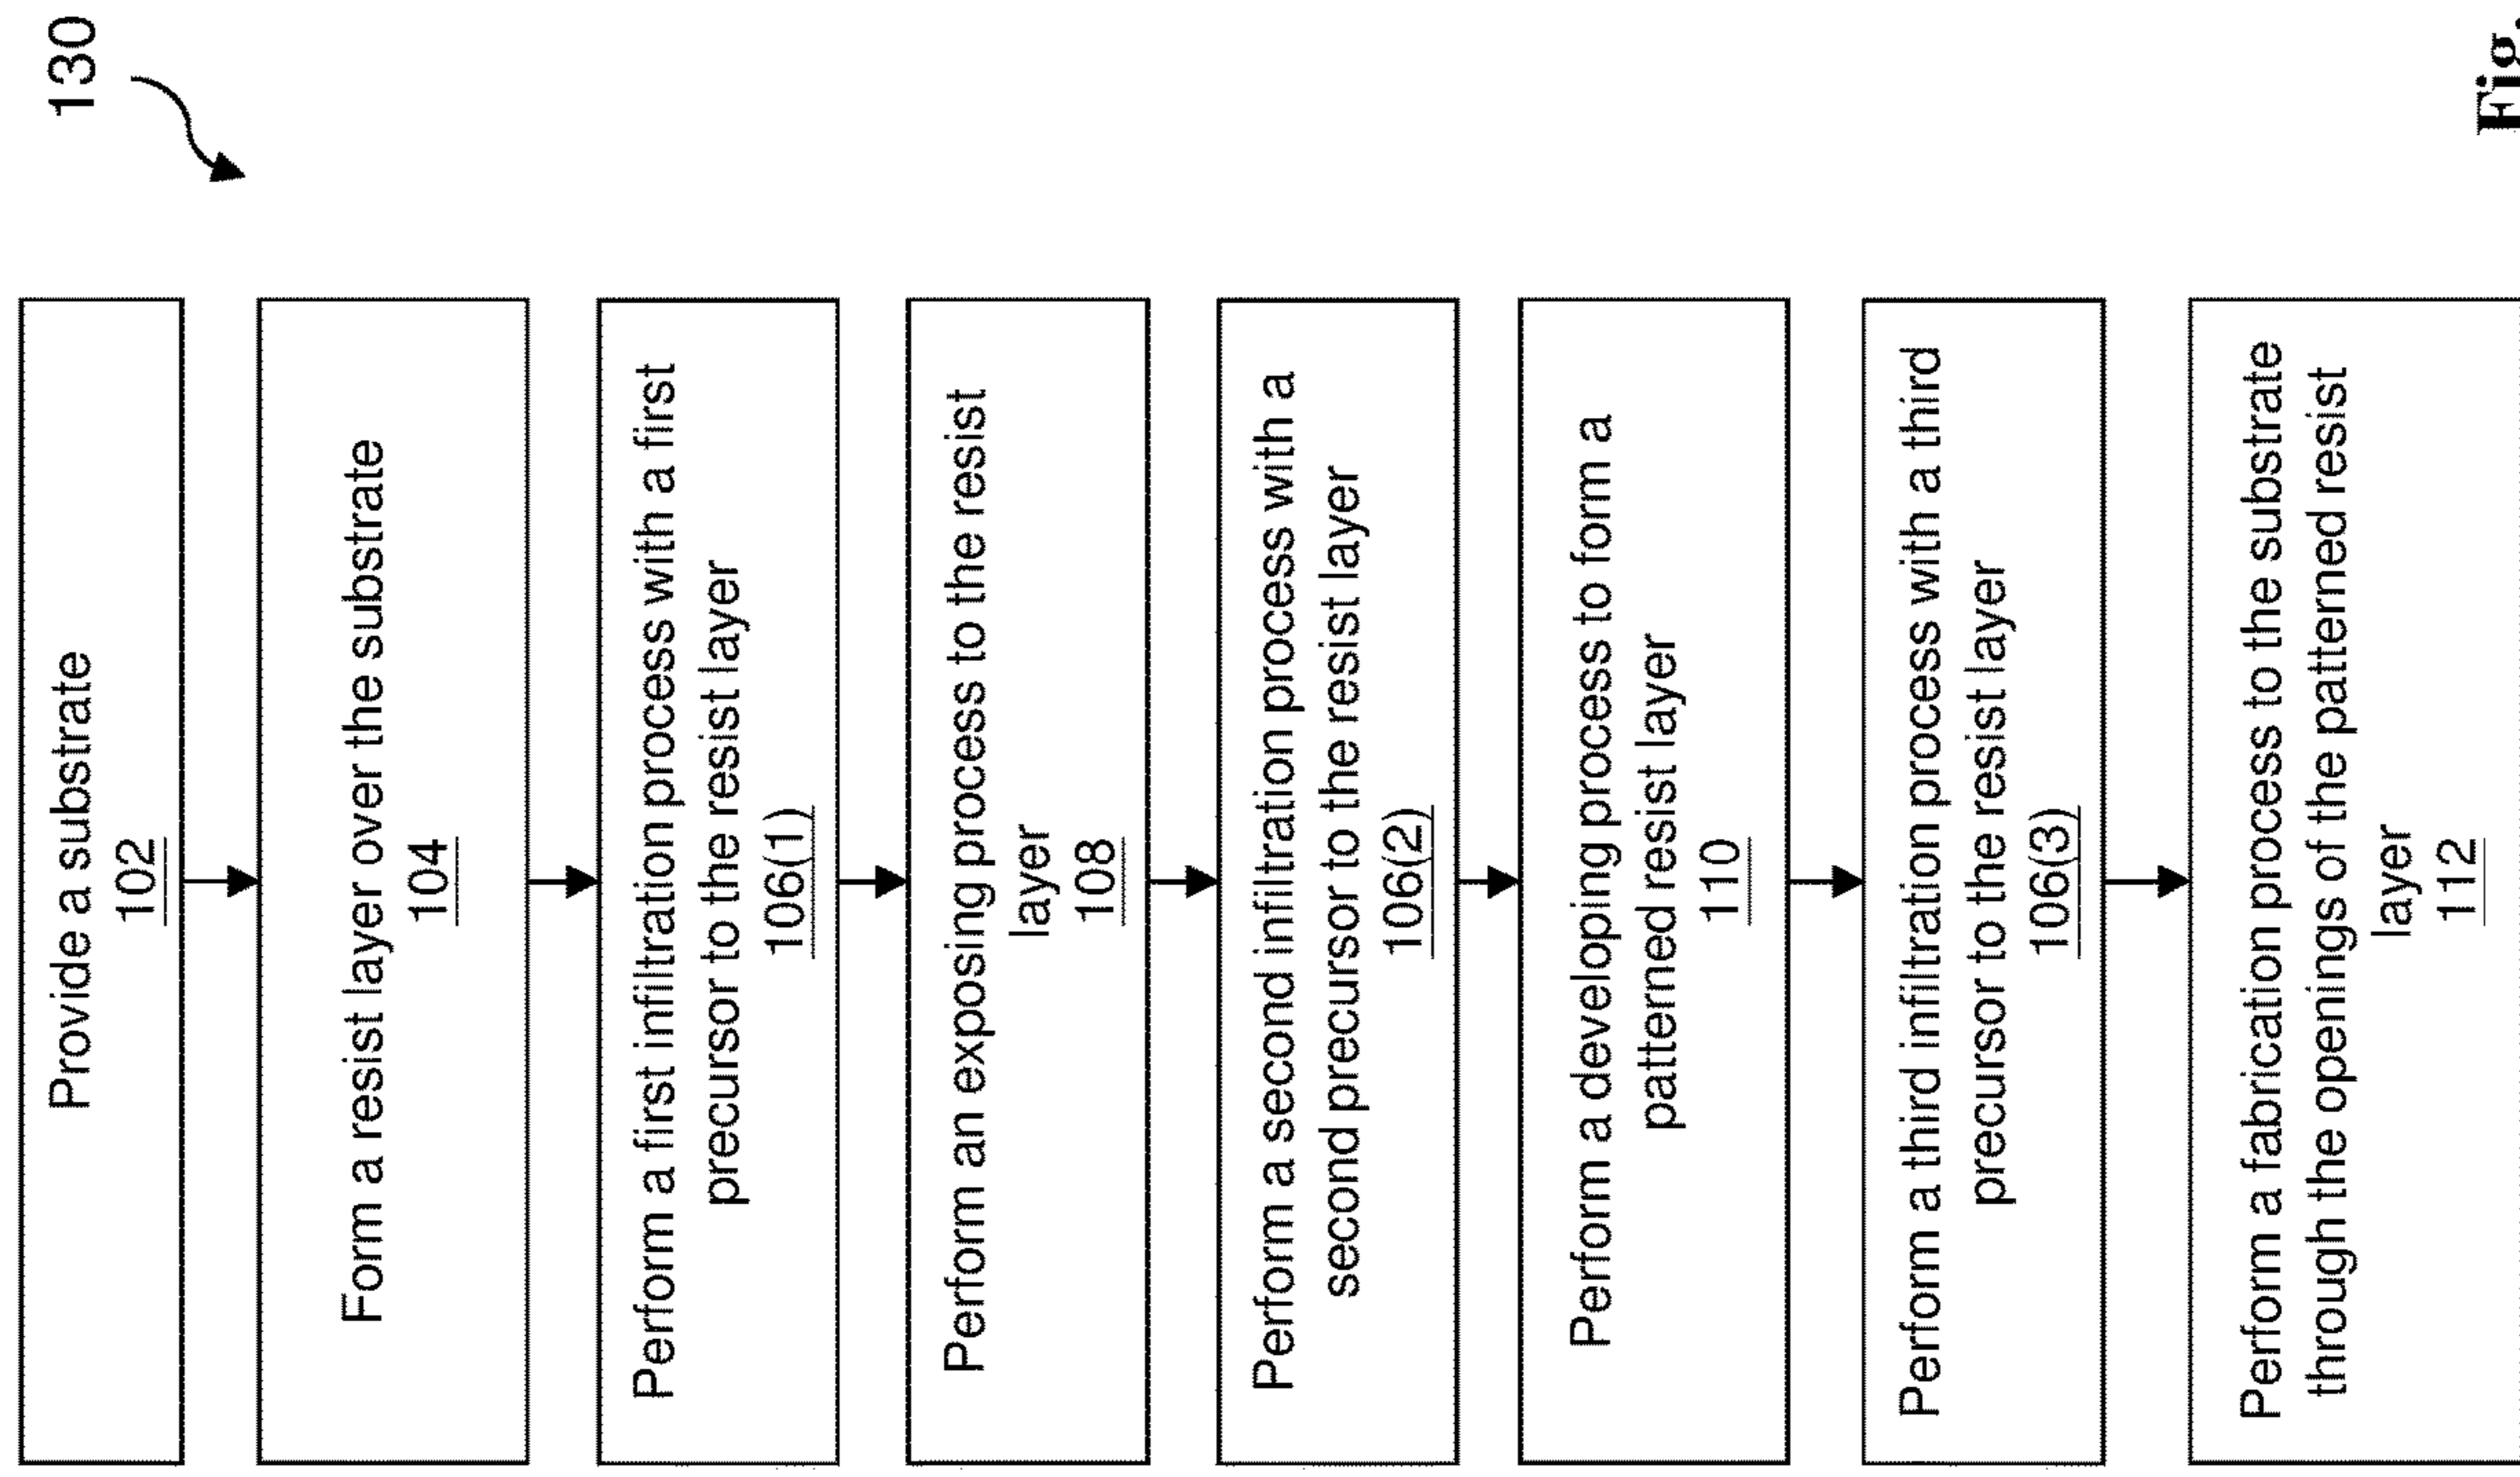 130
Provide a substrate
102
Form a resist layer over the substrate
104
Perform a first infiltration process with a first
precursor to the resist layer
106(1)
Perform an exposing process to the resist
layer
108
Perform a second infiltration process with a
second precursor to the resist layer
106(2)
Perform a developing process to form a
patterned resist layer
110
Perform a third infiltration process with a third
precursor to the resist layer
106(3)
Perform a fabrication process to the substrate
through the openings of the patterned resist
layer
112
Fig.